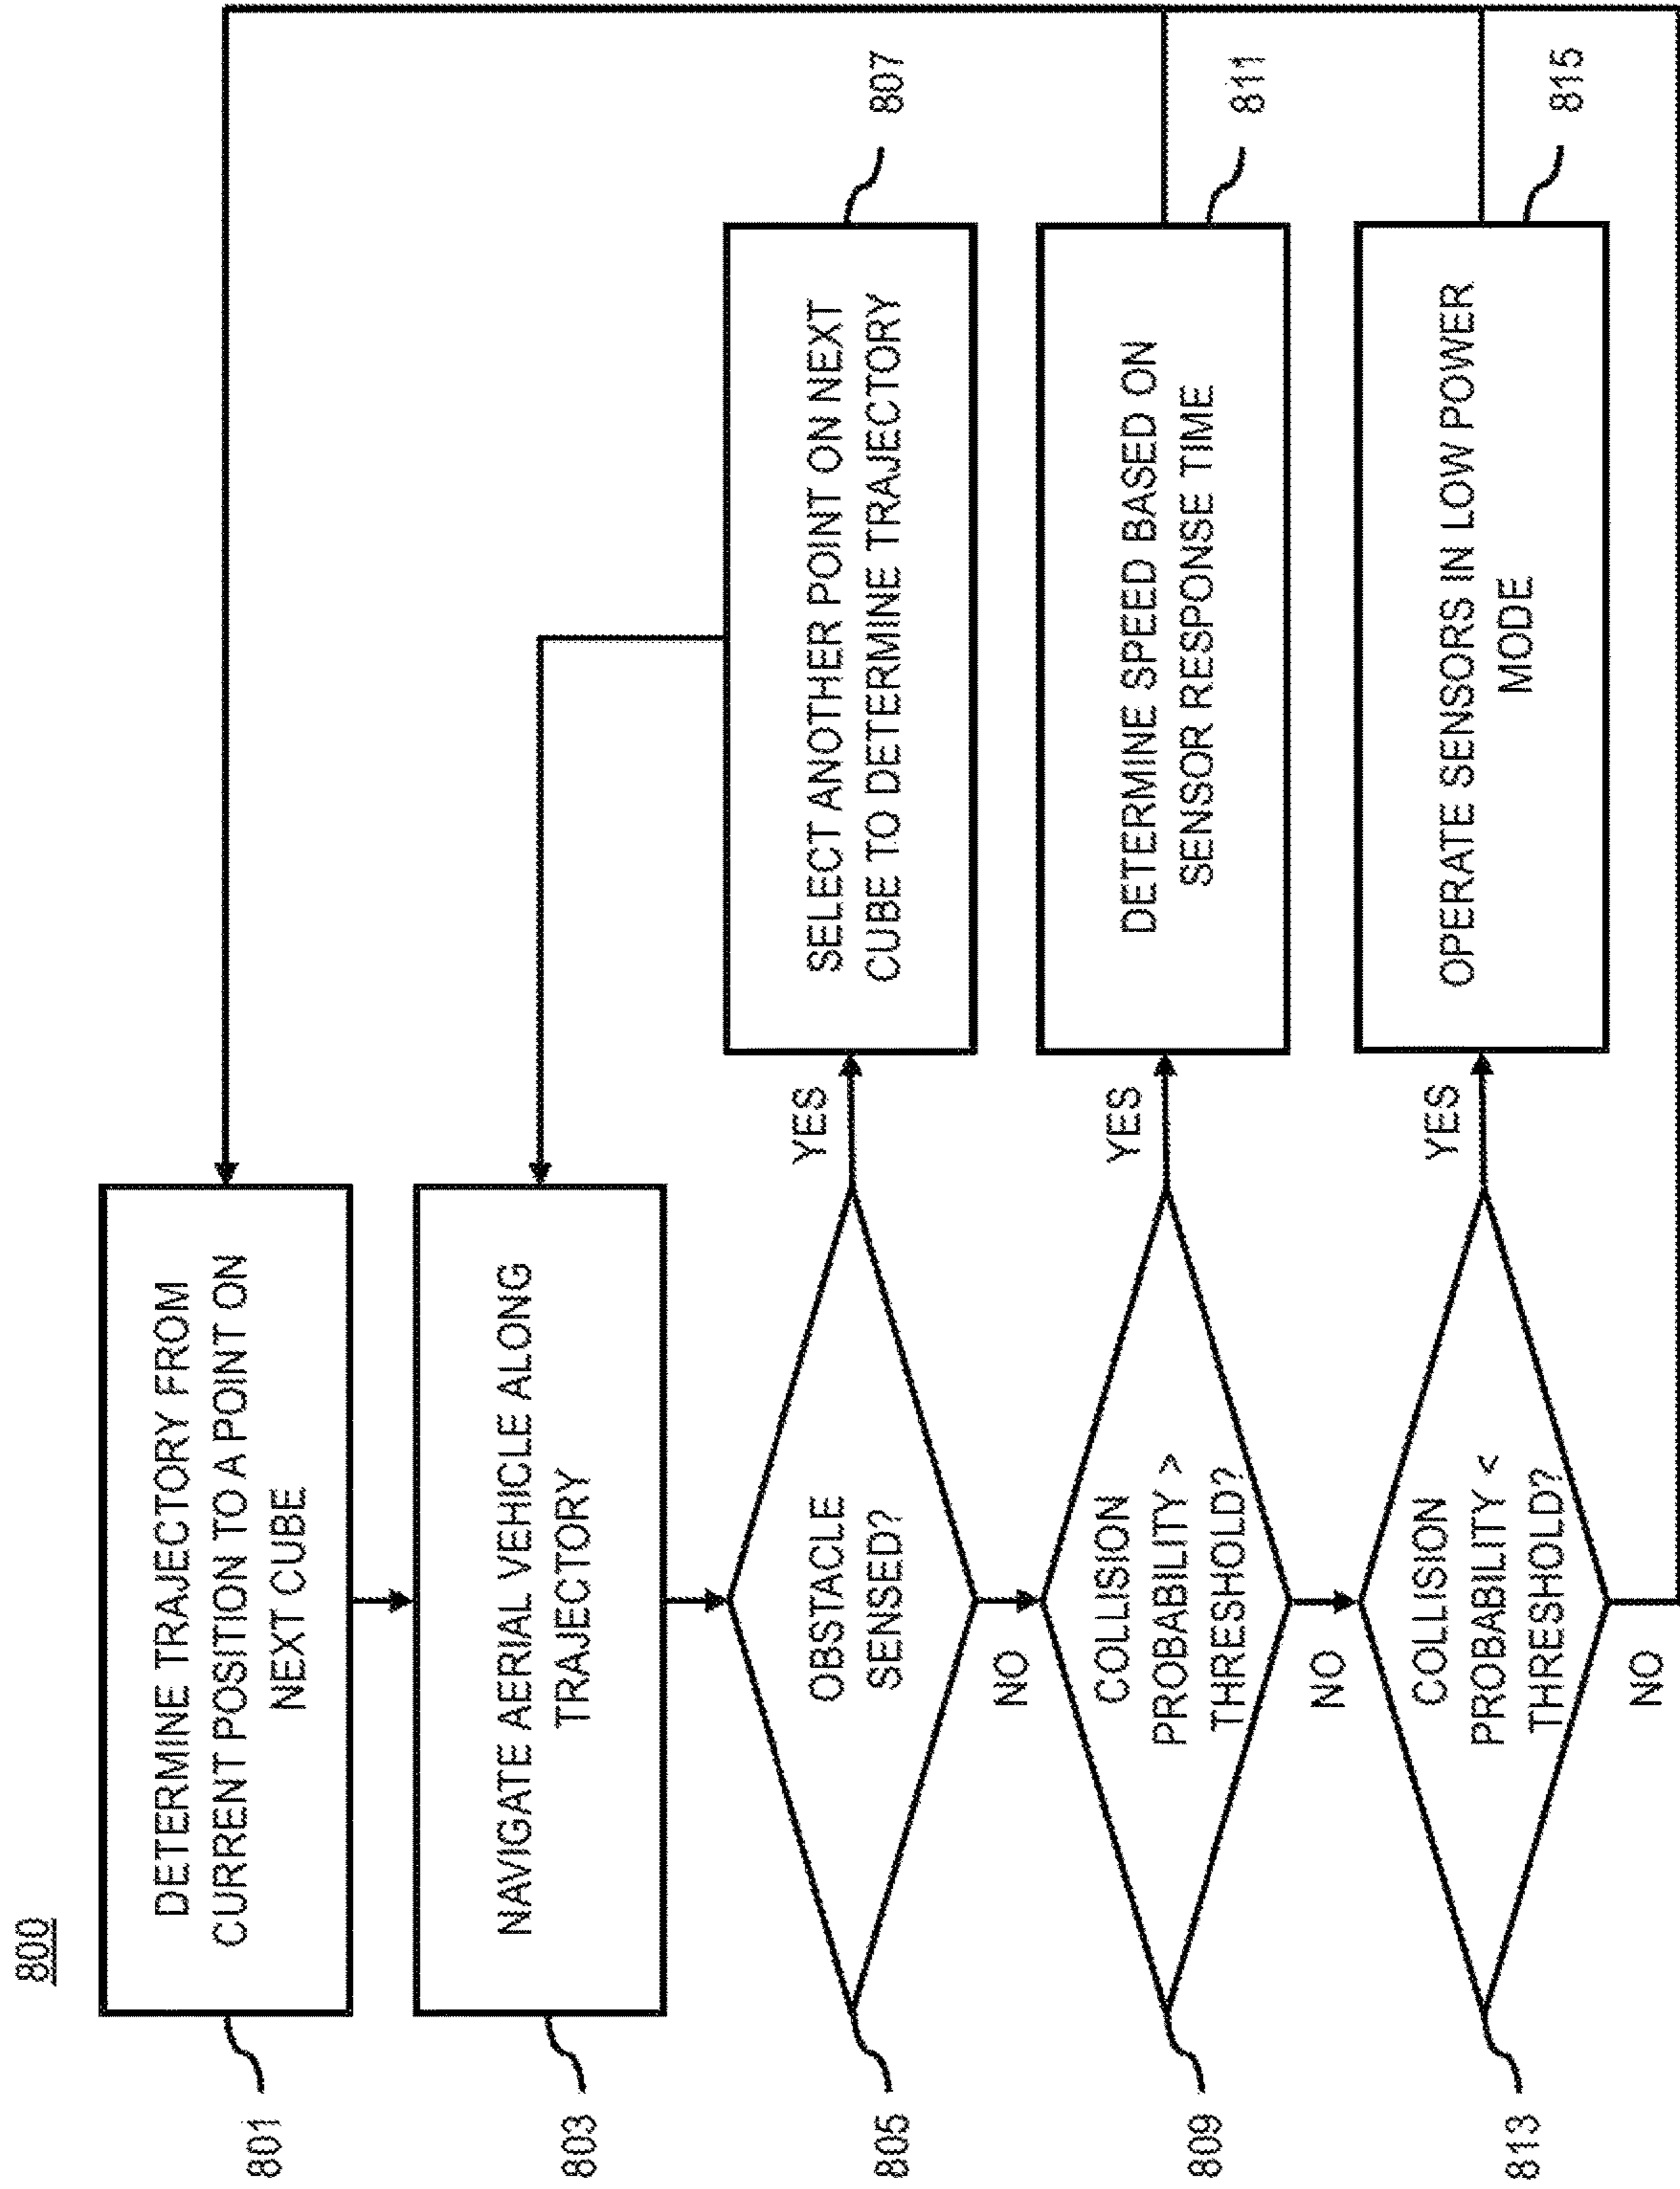 800
801
DETERMINE TRAJECTORY FROM
CURRENT POSITION TO A POINT ON
NEXT CUBE
803
NAVIGATE AERIAL VEHICLE ALONG
TRAJECTORY
805
OBSTACLE
SENSED?
YES
SELECT ANOTHER POINT ON NEXT
CUBE TO DETERMINE TRAJECTORY
807
NO
809
COLLISION
PROBABILITY >
THRESHOLD?
YES
DETERMINE SPEED BASED ON
SENSOR RESPONSE TIME
811
NO
813
COLLISION
PROBABILITY <
THRESHOLD?
YES
OPERATE SENSORS IN LOW POWER
MODE
815
NO